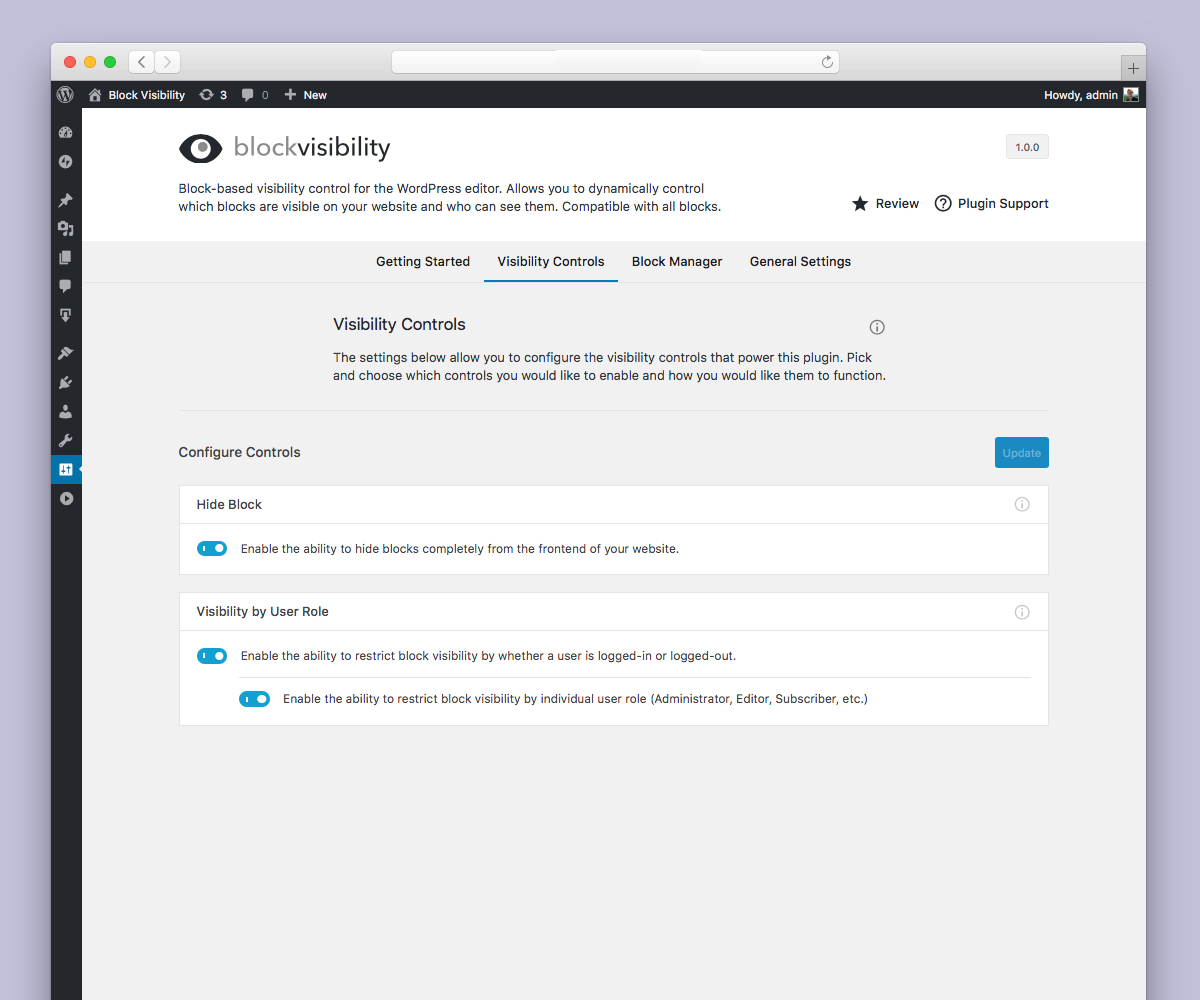 Block Visibility 3 0 New Howdy, admin
blockvisibility 1.0.0
Block-based visibility control for the WordPress editor. Allows you to dynamically control
which blocks are visible on your website and who can see them. Compatible with all blocks.
Review Plugin Support
Getting Started Visibility Controls Block Manager General Settings
Visibility Controls
The settings below allow you to configure the visibility controls that power this plugin. Pick
and choose which controls you would like to enable and how you would like them to function.
Configure Controls Update
Hide Block
Enable the ability to hide blocks completely from the frontend of your website.
Visibility by User Role
Enable the ability to restrict block visibility by whether a user is logged-in or logged-out.
Enable the ability to restrict block visibility by individual user role (Administrator, Editor, Subscriber, etc.)